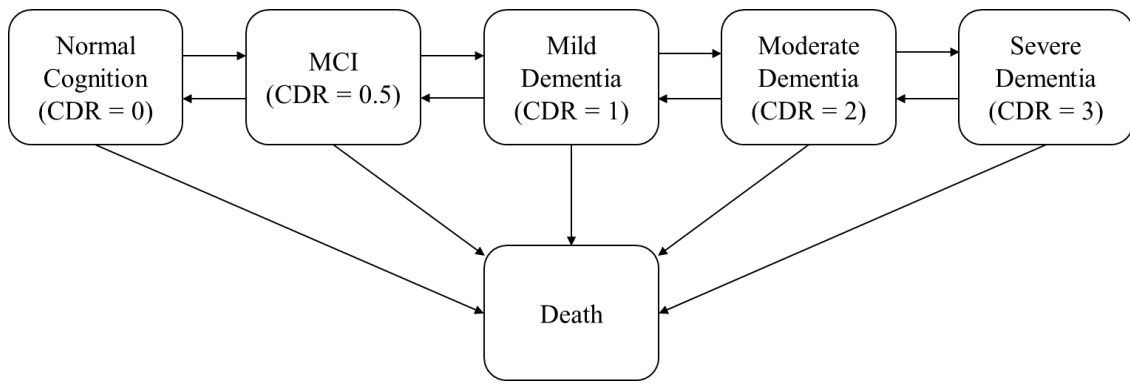 Normal
Cognition
(CDR = 0)
MCI
(CDR = 0.5)
Mild
Dementia
(CDR = 1)
Moderate
Dementia
(CDR = 2)
Severe
Dementia
(CDR = 3)
Death